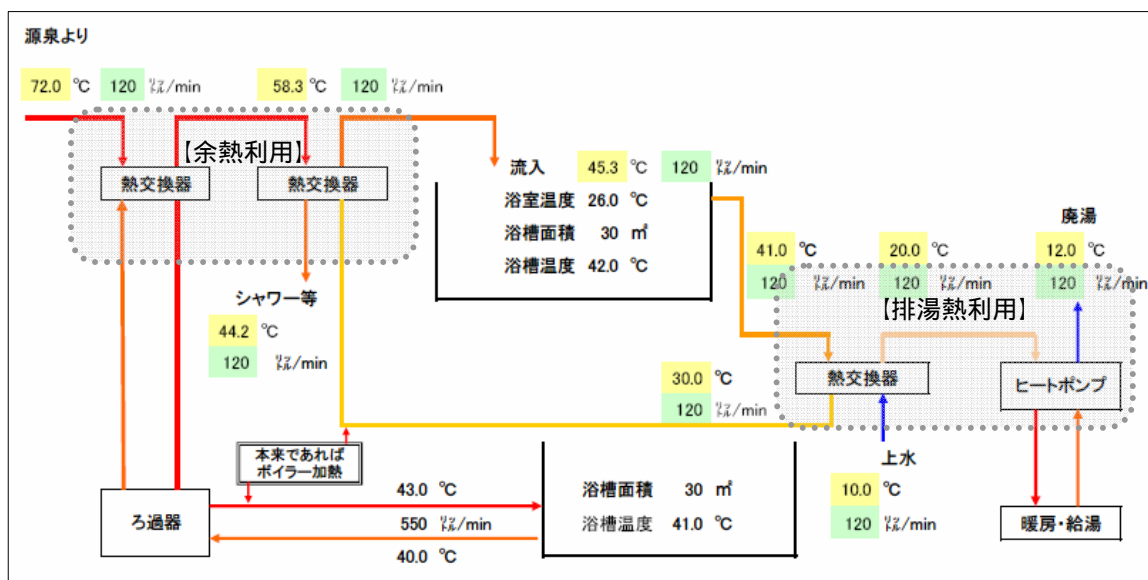 源泉より
72.0 ℃ 120 ㍑/min 58.3 ℃ 120 ㍑/min
【余熱利用】
熱交換器 熱交換器
流入 45.3 ℃ 120 ㍑/min
浴室温度 26.0 ℃
浴槽面積 30 ㎡
浴槽温度 42.0 ℃
廃湯
41.0 ℃ 20.0 ℃ 12.0 ℃
120 ㍑/min 120 ㍑/min 120 ㍑/min
【排湯熱利用】
シャワー等
44.2 ℃
120 ㍑/min
30.0 ℃
120 ㍑/min
熱交換器 ヒートポンプ
本来であれば
ボイラー加熱
上水
10.0 ℃
120 ㍑/min
暖房・給湯
ろ過器
43.0 ℃
550 ㍑/min
40.0 ℃
浴槽面積 30 ㎡
浴槽温度 41.0 ℃